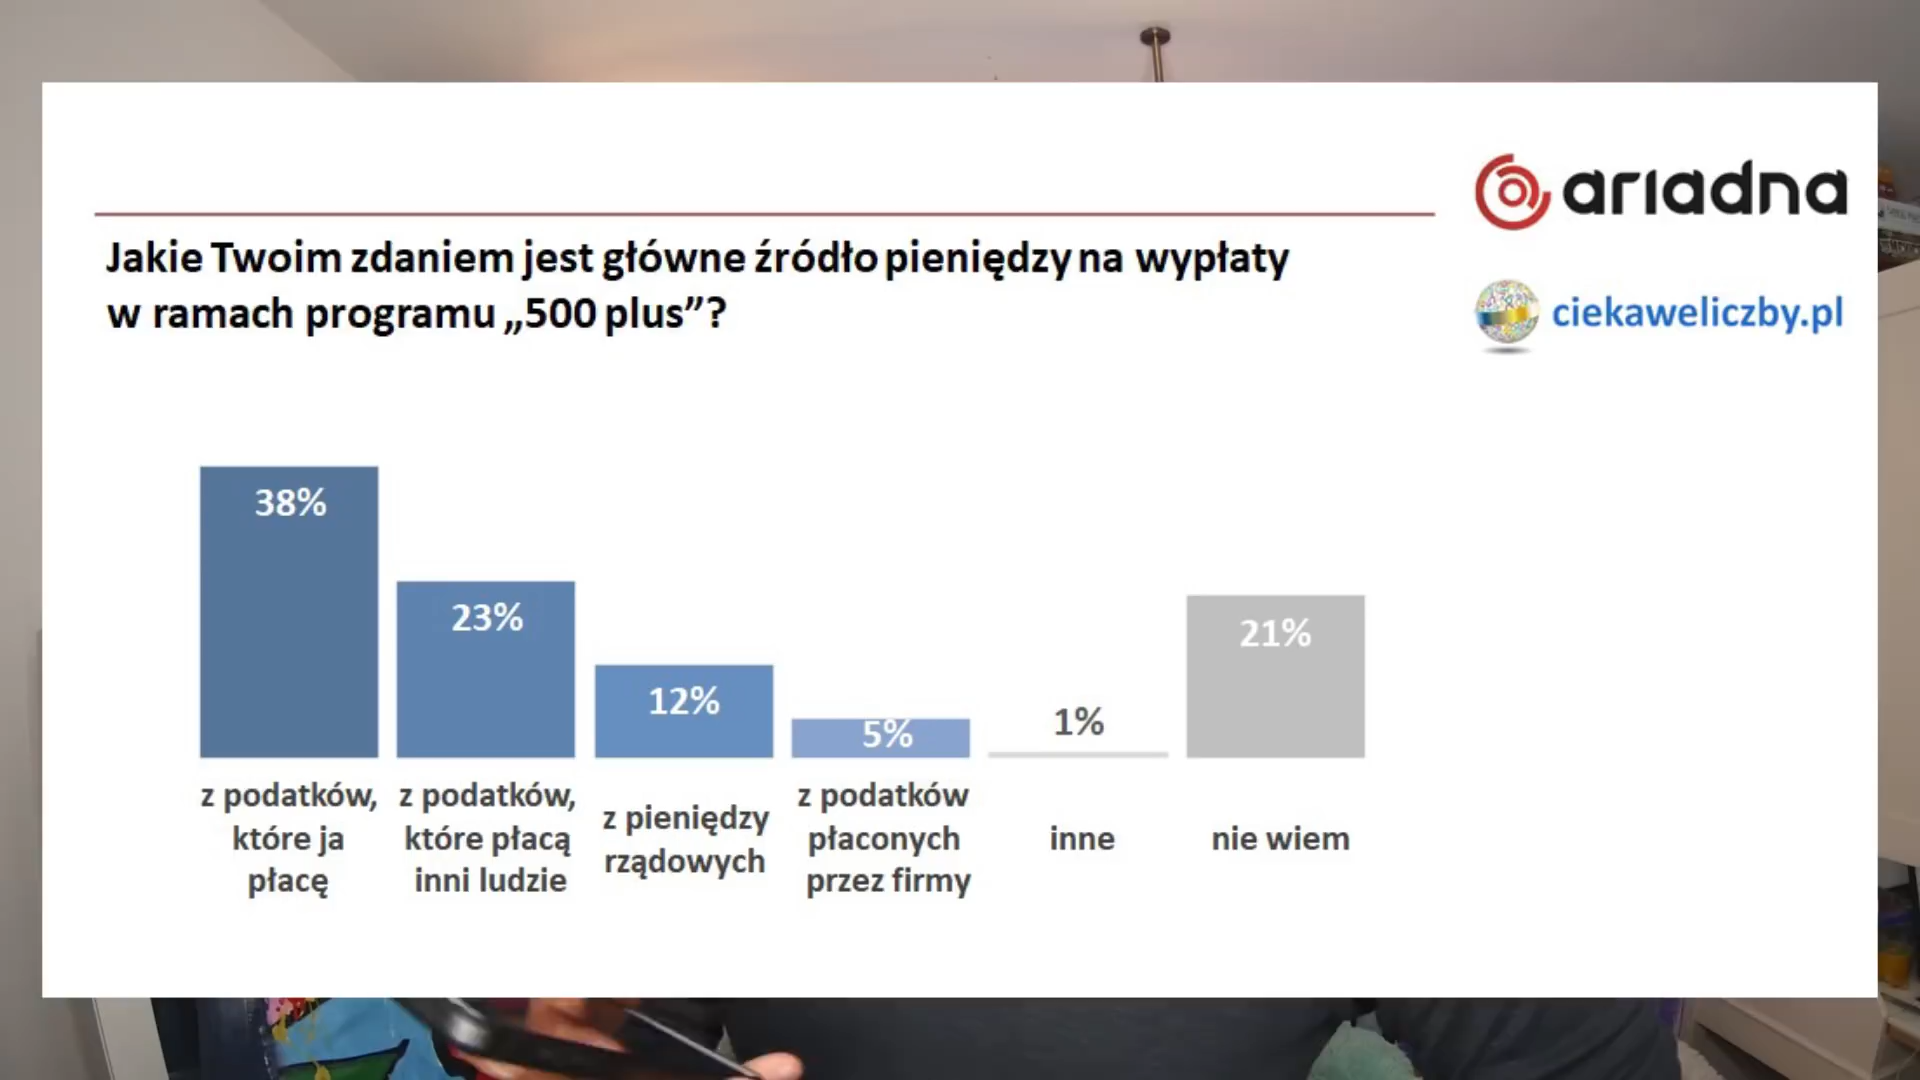 ariadna
Jakie Twoim zdaniem jest główne źródło pieniędzy na wypłaty
w ramach programu „500 plus”?
ciekaweliczby.pl
38%
23%
12%
5%
1%
21%
z podatków,
które ja
płacę
z podatków,
które płacą
inni ludzie
z pieniędzy
rządowych
z podatków
płaconych
przez firmy
inne
nie wiem